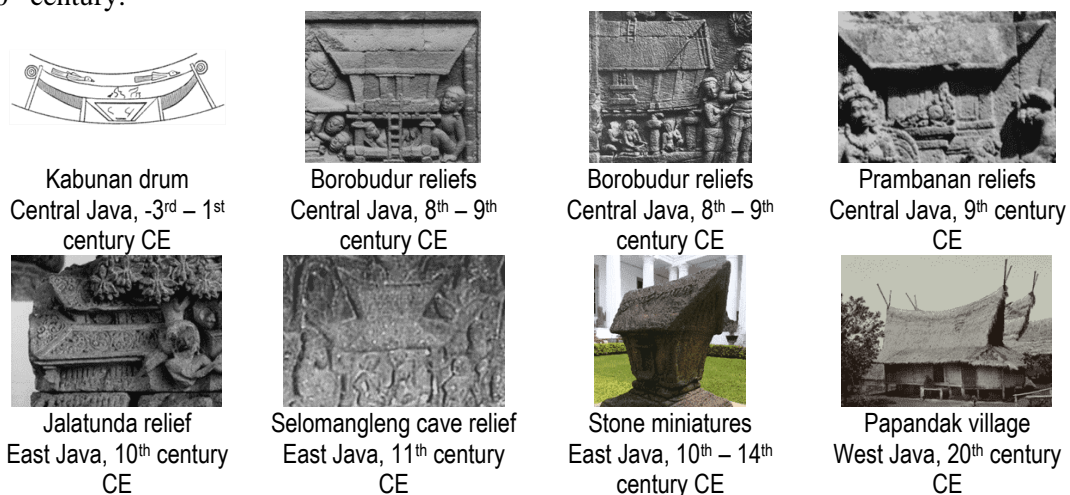 century.
Kabunan drum
Central Java, -3rd – 1st
century CE
Borobudur reliefs
Central Java, 8th – 9th
century CE
Borobudur reliefs
Central Java, 8th – 9th
century CE
Prambanan reliefs
Central Java, 9th century
CE
Jalatunda relief
East Java, 10th century
CE
Selomangleng cave relief
East Java, 11th century
CE
Stone miniatures
East Java, 10th – 14th
century CE
Papandak village
West Java, 20th century
CE